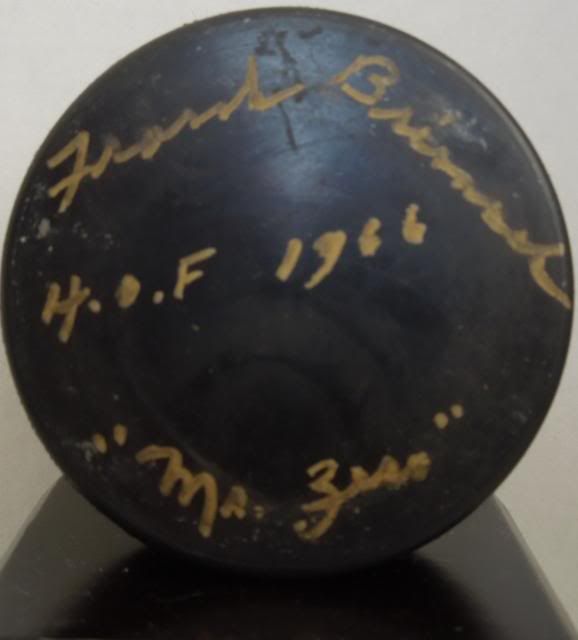 Frank Brimsek
H.O.F 1966
"Mr. Zero"